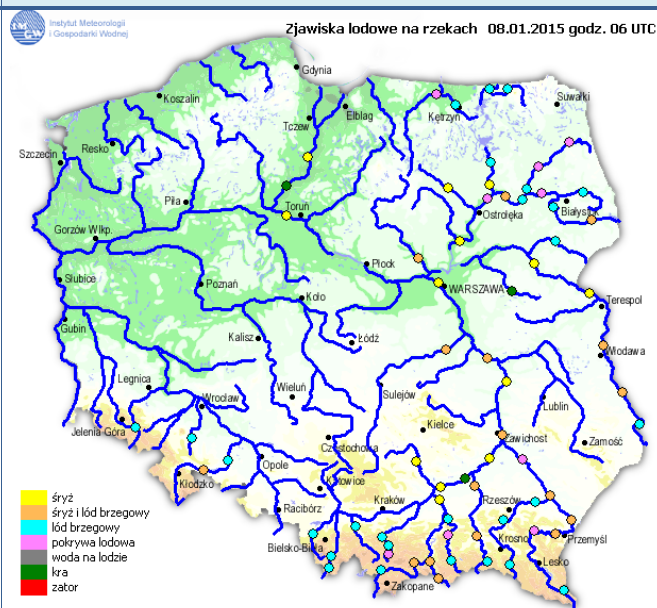 Instytut Meteorologii
i Gospodarki Wodnej
Zjawiska lodowe na rzekach 08.01.2015 godz. 06 UTC
Gdynia
Koszalin
Suwałki
Elbląg
Kętrzyn
Tczew
Resko
Szczecin
Piła
Toruń
Ostrołęka
Białystok
Gorzów Wlkp.
Płock
Słubice
Poznań
Koło
WARSZAWA
Terespol
Gubin
Kalisz
Łódź
Włodawa
Legnica
Wieluń
Sulejów
Wrocław
Lublin
Jelenia Góra
Kielce
Zawichost
Zamość
Częstochowa
Opole
Kłodzko
Katowice
Racibórz
Kraków
Rzeszów
Bielsko-Biała
Krosno
Przemyśl
Lesko
Zakopane
śryż
śryż i lód brzegowy
lód brzegowy
pokrywa lodowa
woda na lodzie
kra
zator